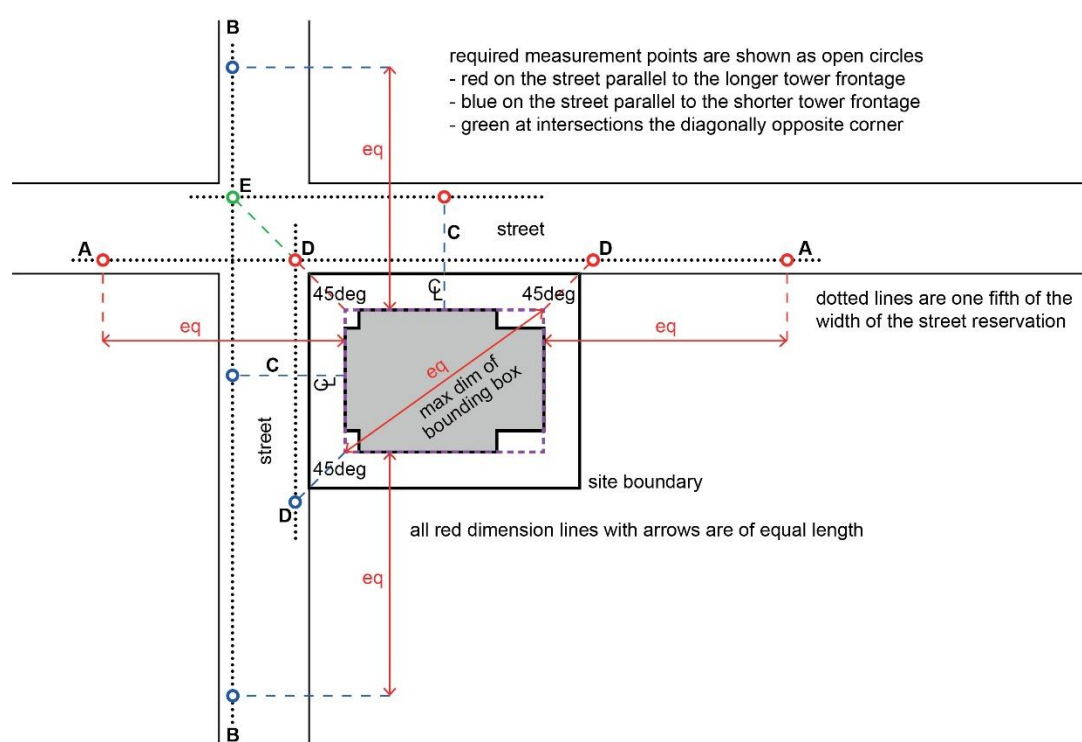 B
required measurement points are shown as open circles
- red on the street parallel to the longer tower frontage
- blue on the street parallel to the shorter tower frontage
- green at intersections the diagonally opposite corner
eq
E
C
street
A
D
D
A
45deg
CL
45deg
dotted lines are one fifth of the
width of the street reservation
eq
eq
eq
max dim of
bounding box
C
CL
street
45deg
site boundary
D
all red dimension lines with arrows are of equal length
eq
B